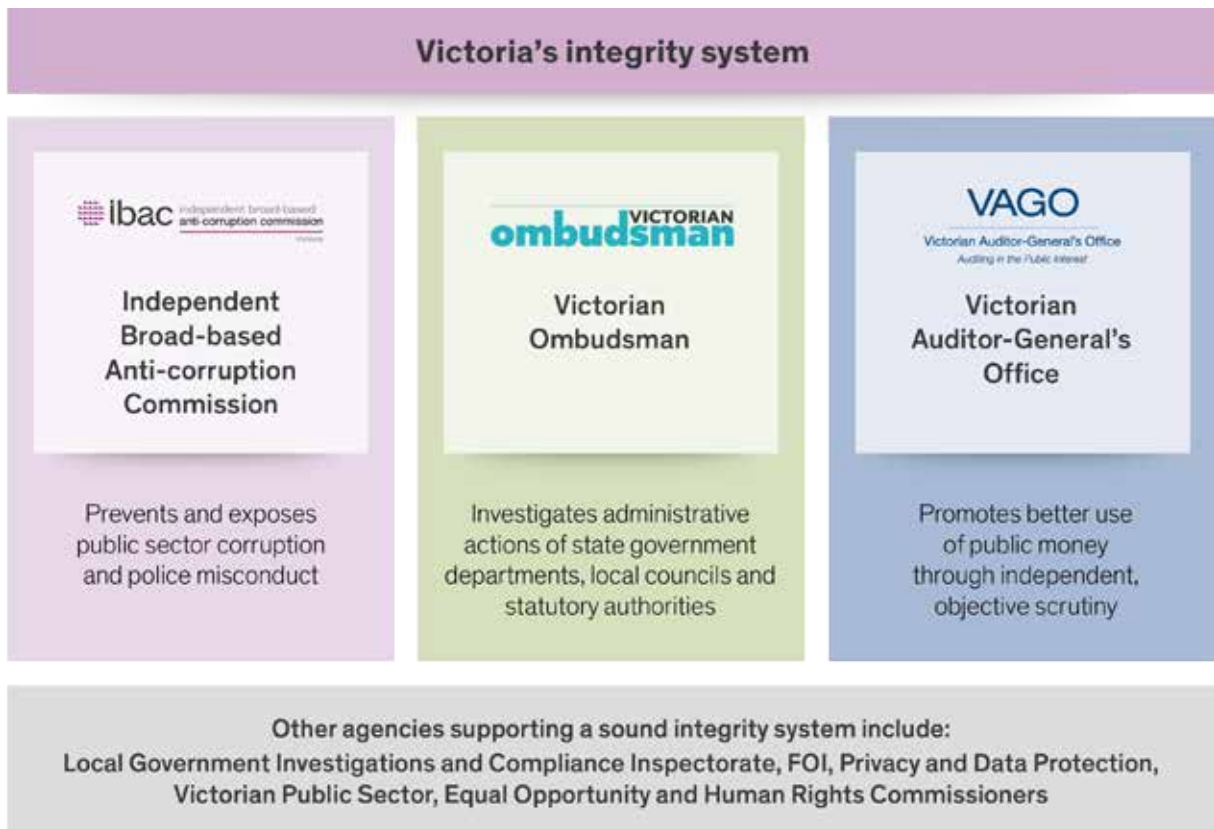 Victoria’s integrity system
ibac independent broad-based
anti-corruption commission
Victoria
Independent
Broad-based
Anti-corruption
Commission
Prevents and exposes
public sector corruption
and police misconduct
VICTORIAN
ombudsman
Victorian
Ombudsman
Investigates administrative
actions of state government
departments, local councils and
statutory authorities
VAGO
Victorian Auditor-General's Office
Auditing in the Public Interest
Victorian
Auditor-General’s
Office
Promotes better use
of public money
through independent,
objective scrutiny
Other agencies supporting a sound integrity system include:
Local Government Investigations and Compliance Inspectorate, FOI, Privacy and Data Protection,
Victorian Public Sector, Equal Opportunity and Human Rights Commissioners